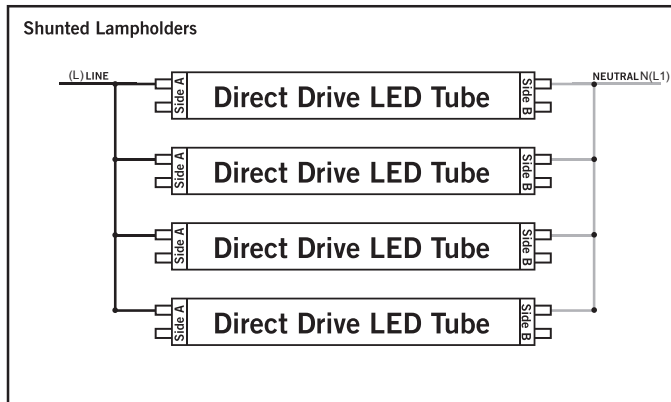 Shunted Lampholders
(L) LINE
NEUTRALN(L1)
Side A
Direct Drive LED Tube
Side B
Side A
Direct Drive LED Tube
Side B
Side A
Direct Drive LED Tube
Side B
Side A
Direct Drive LED Tube
Side B